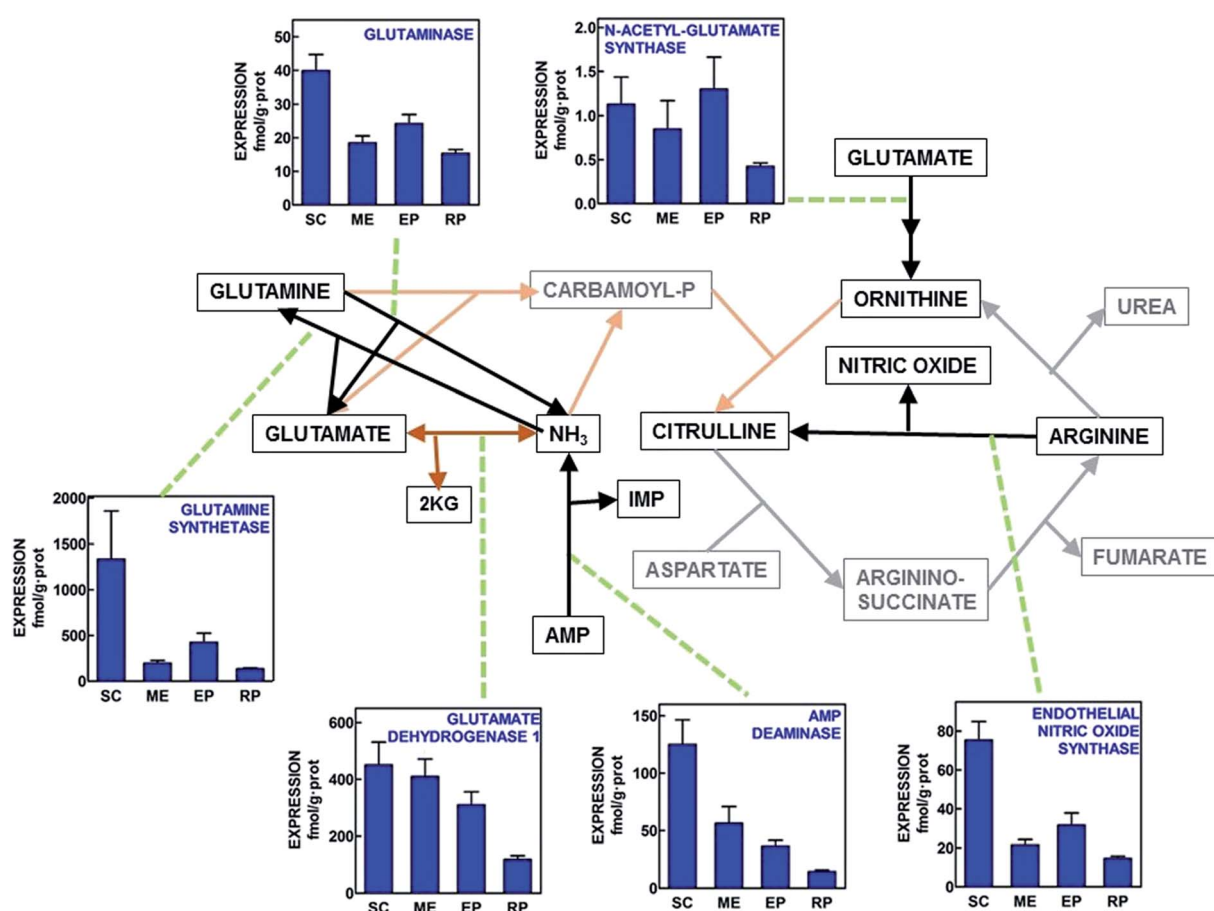 GLUTAMINASE
EXPRESSION
fmol/g·prot
50
40
30
20
10
0
SC ME EP RP
N-ACETYL-GLUTAMATE
SYNTHASE
EXPRESSION
fmol/g·prot
2.0
1.5
1.0
0.5
0.0
SC ME EP RP
GLUTAMATE
GLUTAMINE
CARBAMOYL-P
ORNITHINE
UREA
NITRIC OXIDE
GLUTAMATE
NH₃
CITRULLINE
ARGININE
2KG
IMP
ASPARTATE
ARGININO-
SUCCINATE
FUMARATE
AMP
GLUTAMINE
SYNTHETASE
EXPRESSION
fmol/g·prot
2000
1500
1000
500
0
SC ME EP RP
GLUTAMATE
DEHYDROGENASE 1
EXPRESSION
fmol/g·prot
600
400
200
0
SC ME EP RP
AMP
DEAMINASE
EXPRESSION
fmol/g·prot
150
100
50
0
SC ME EP RP
ENDOTHELIAL
NITRIC OXIDE
SYNTHASE
EXPRESSION
fmol/g·prot
80
60
40
20
0
SC ME EP RP